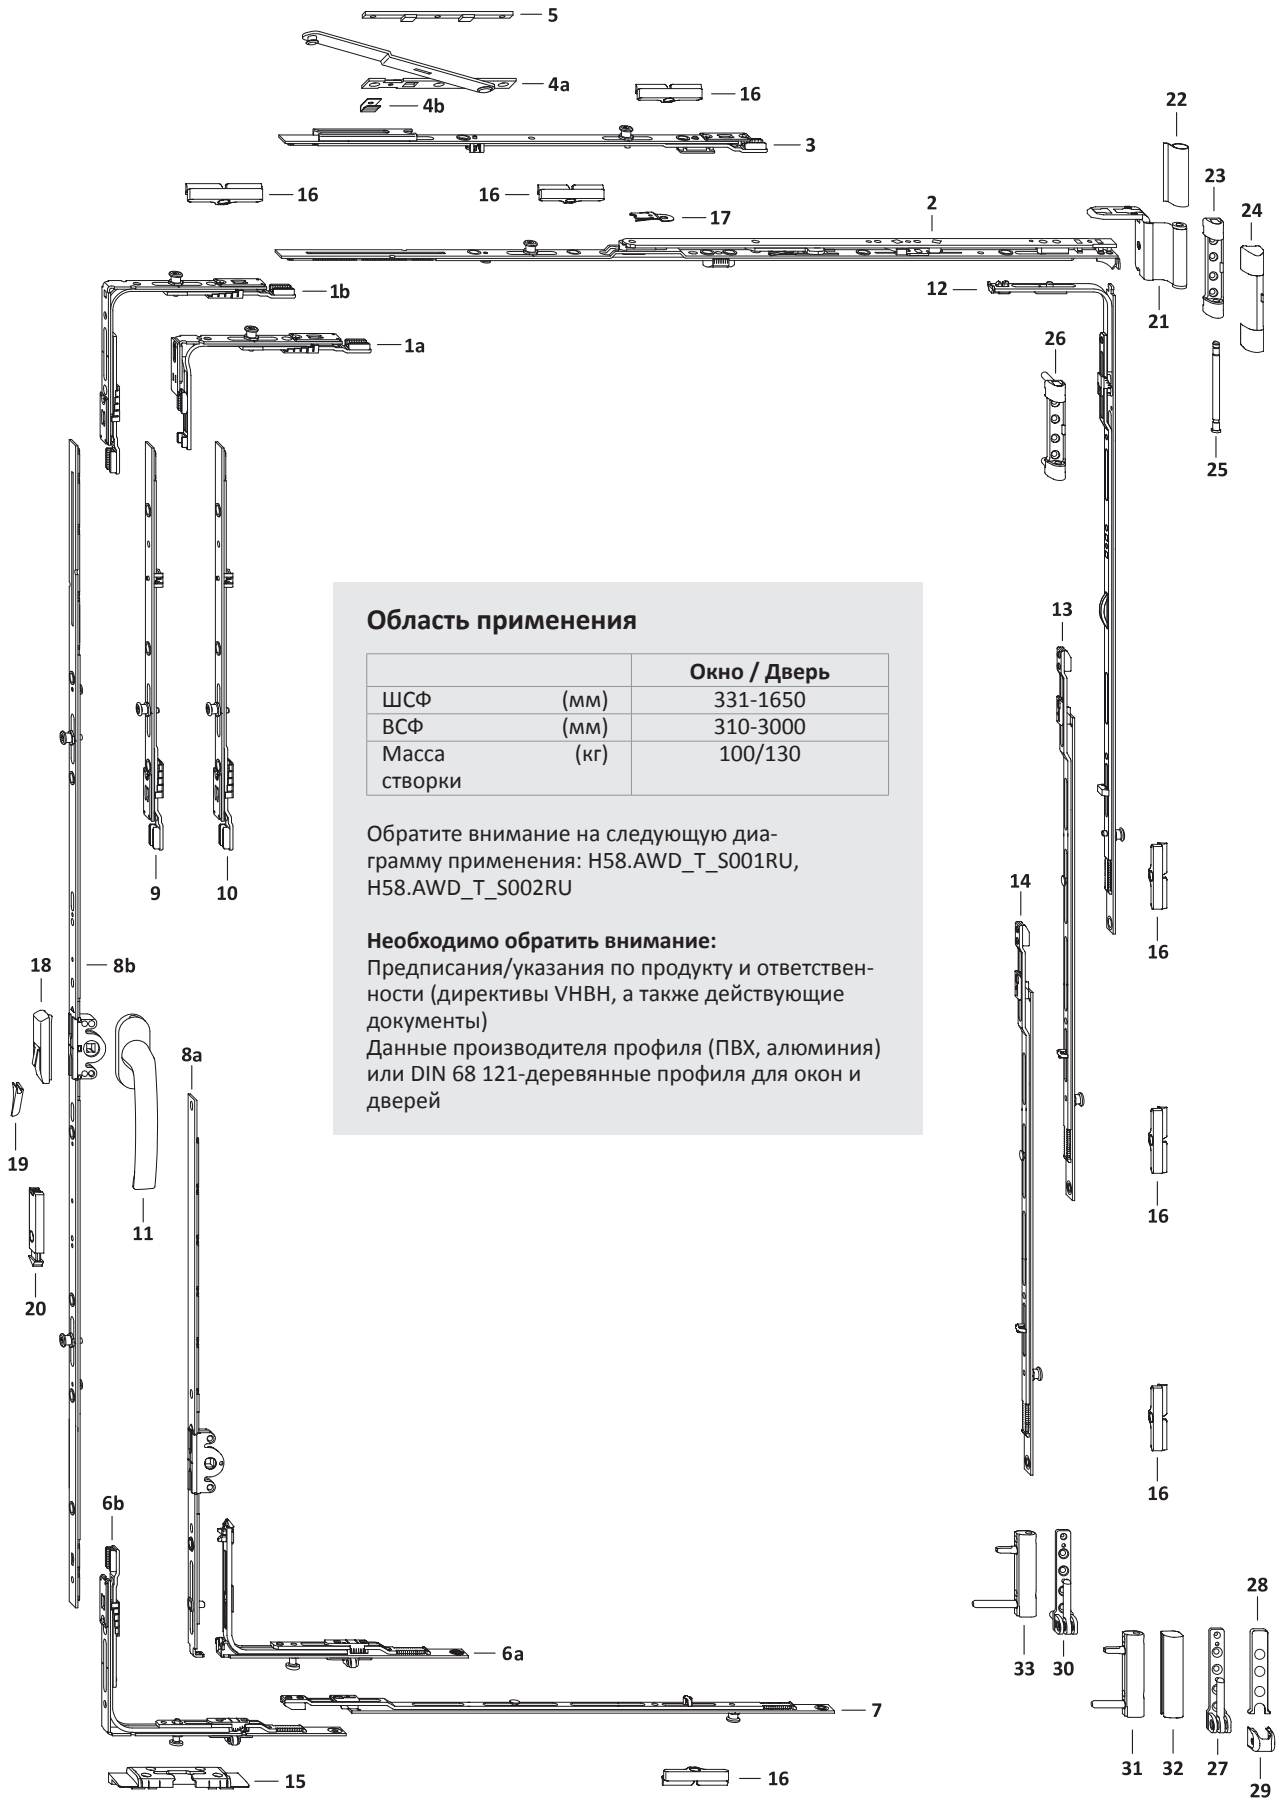 5
4a
4b
16
3
22
16
16
17
2
23
24
1b
12
21
1a
26
25
Область применения
Окно / Дверь
ШСФ (мм) 331-1650
ВСФ (мм) 310-3000
Масса (кг) 100/130
створки
13
Обратите внимание на следующую диа-
грамму применения: H58.AWD_T_S001RU,
H58.AWD_T_S002RU
9
10
14
Необходимо обратить внимание:
Предписания/указания по продукту и ответствен-
ности (директивы VHBH, а также действующие
документы)
Данные производителя профиля (ПВХ, алюминия)
или DIN 68 121-деревянные профиля для окон и
дверей
16
18
8b
8a
19
11
16
20
16
6b
28
6a
33
30
7
31
32
27
29
15
16